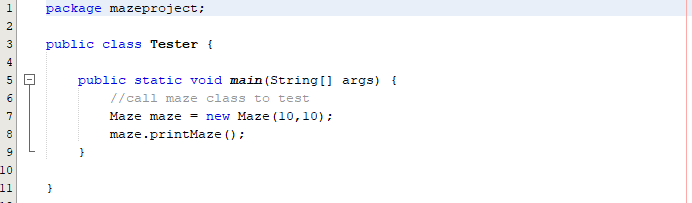 1 package mazeproject;
2
3 public class Tester {
4
5 public static void main(String[] args) {
6 //call maze class to test
7 Maze maze = new Maze(10,10);
8 maze.printMaze();
9 }
10
11 }